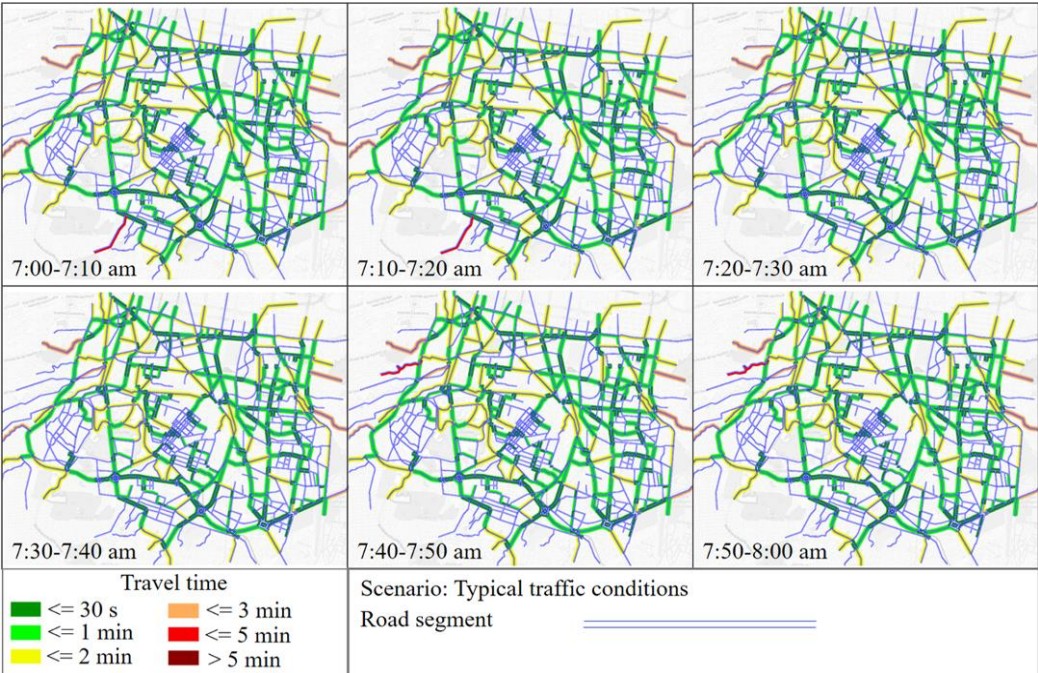 7:00-7:10 am
7:10-7:20 am
7:20-7:30 am
7:30-7:40 am
7:40-7:50 am
7:50-8:00 am
Travel time
<= 30 s
<= 1 min
<= 2 min
<= 3 min
<= 5 min
> 5 min
Scenario: Typical traffic conditions
Road segment